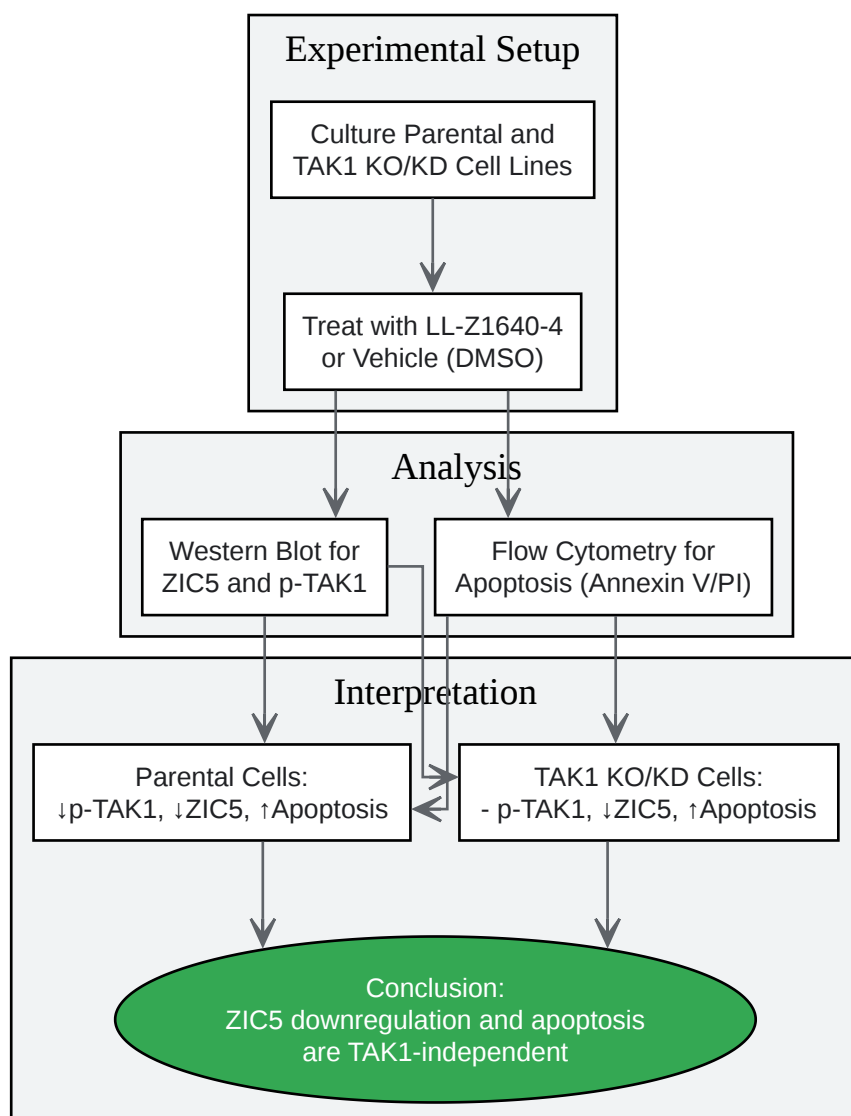 Experimental Setup
Culture Parental and
TAK1 KO/KD Cell Lines
Treat with LL-Z1640-4
or Vehicle (DMSO)
Analysis
Western Blot for
ZIC5 and p-TAK1
Flow Cytometry for
Apoptosis (Annexin V/PI)
Interpretation
Parental Cells:
↓p-TAK1, ↓ZIC5, ↑Apoptosis
TAK1 KO/KD Cells:
- p-TAK1, ↓ZIC5, ↑Apoptosis
Conclusion:
ZIC5 downregulation and apoptosis
are TAK1-independent